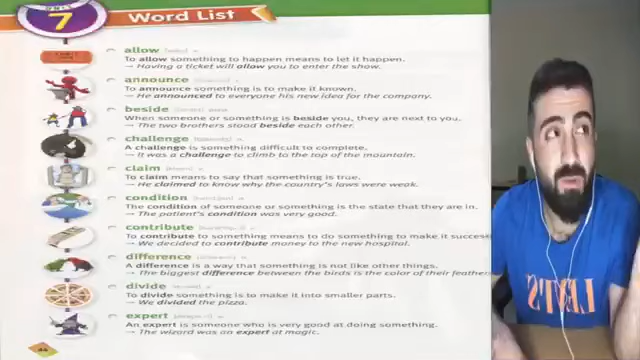 UNIT
7 Word List
allow
To allow something to happen means to let it happen.
→ Having a ticket will allow you to enter the show.
announce
To announce something is to make it known.
→ He announced to everyone his new idea for the company.
beside
When someone or something is beside you, they are next to you.
→ The two brothers stood beside each other.
challenge
A challenge is something difficult to complete.
→ It was a challenge to climb to the top of the mountain.
claim
To claim means to say that something is true.
→ He claimed to know why the country's laws were weak.
condition
The condition of someone or something is the state that they are in.
→ The patient's condition was very good.
contribute
To contribute to something means to do something to make it success
→ We decided to contribute money to the new hospital.
difference
A difference is a way that something is not like other things.
→ The biggest difference between the birds is the color of their feather
divide
To divide something is to make it into smaller parts.
→ We divided the pizza.
expert
An expert is someone who is very good at doing something.
→ The wizard was an expert at magic.